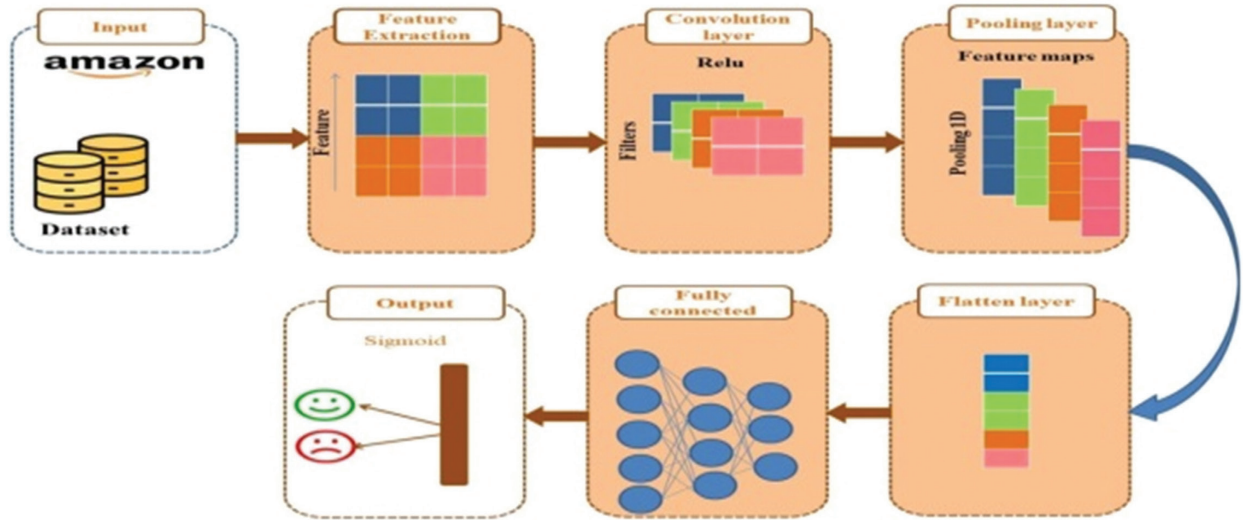 Input
amazon
Dataset
Feature
Extraction
Feature
Convolution
layer
Relu
Filters
Pooling layer
Feature maps
Pooling 1D
Flatten layer
Fully
connected
Output
Sigmoid